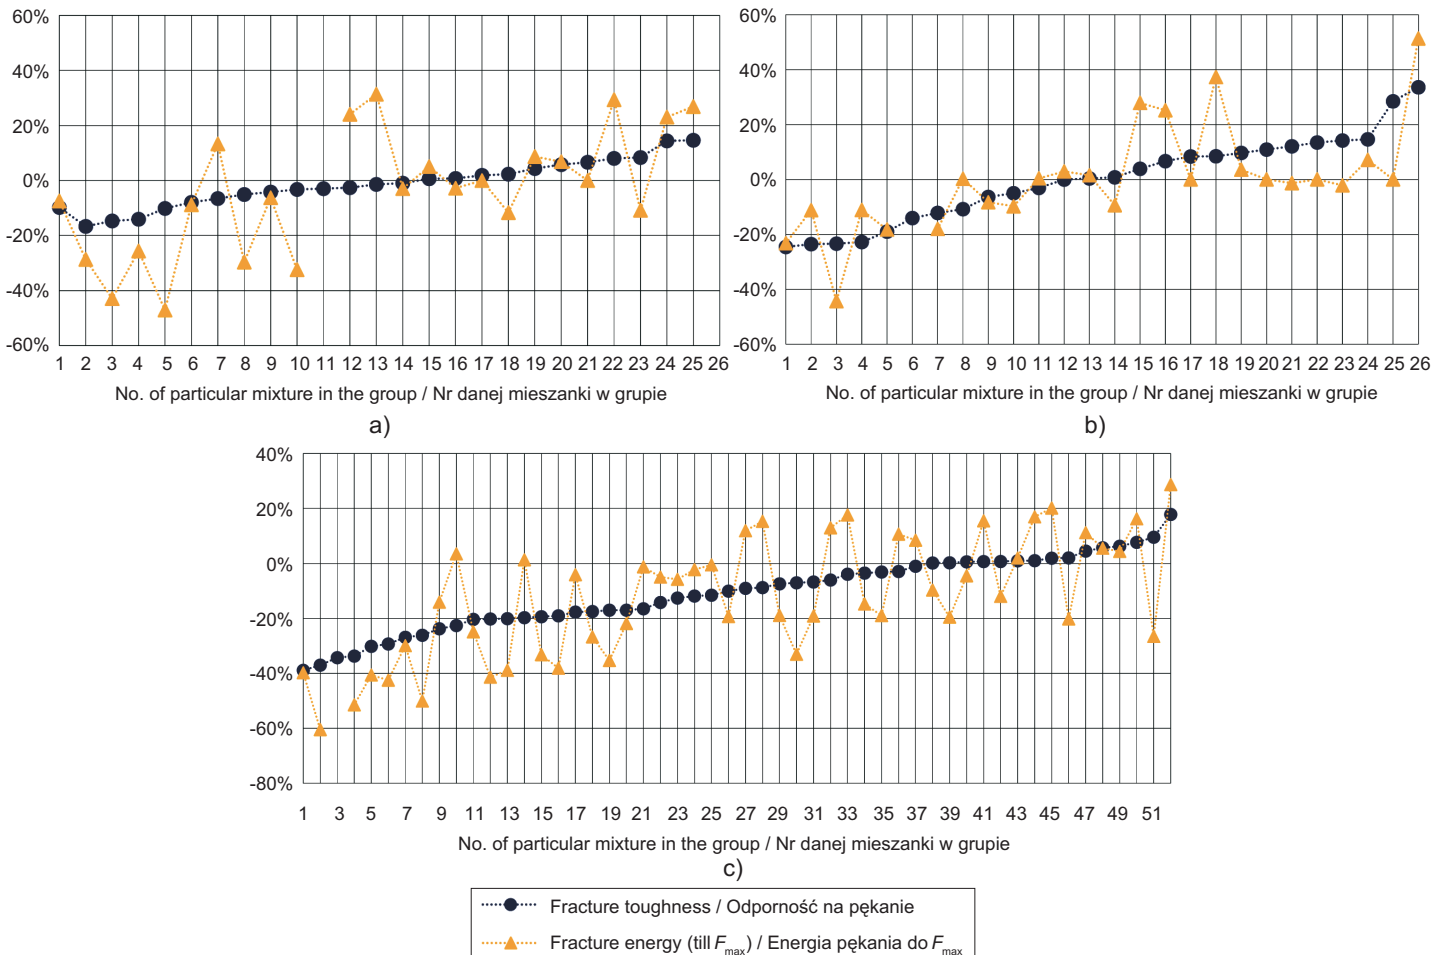 60%
40%
20%
0%
-20%
-40%
-60%
1 2 3 4 5 6 7 8 9 10 11 12 13 14 15 16 17 18 19 20 21 22 23 24 25 26
No. of particular mixture in the group / Nr danej mieszanki w grupie
a)
60%
40%
20%
0%
-20%
-40%
-60%
1 2 3 4 5 6 7 8 9 10 11 12 13 14 15 16 17 18 19 20 21 22 23 24 25 26
No. of particular mixture in the group / Nr danej mieszanki w grupie
b)
40%
20%
0%
-20%
-40%
-60%
-80%
1 3 5 7 9 11 13 15 17 19 21 23 25 27 29 31 33 35 37 39 41 43 45 47 49 51
No. of particular mixture in the group / Nr danej mieszanki w grupie
c)
Fracture toughness / Odporność na pękanie
Fracture energy (till Fmax) / Energia pękania do Fmax